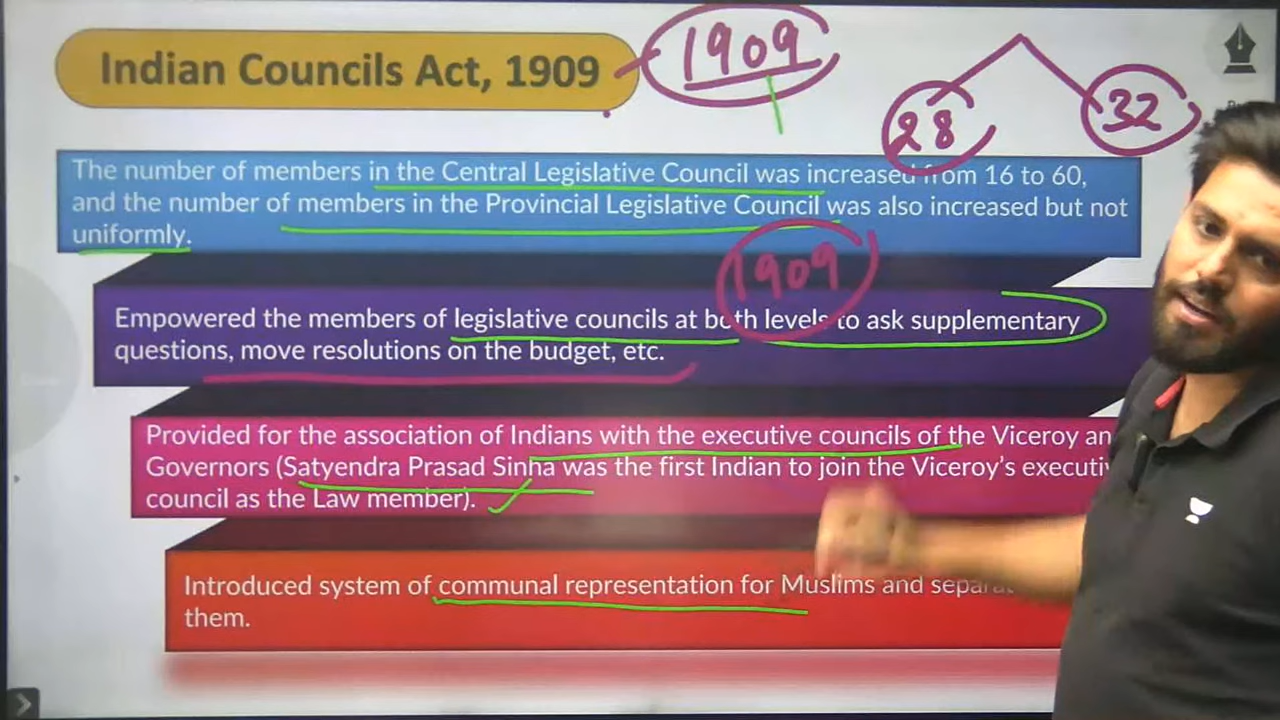 Indian Councils Act, 1909
1909
28
32
The number of members in the Central Legislative Council was increased from 16 to 60,
and the number of members in the Provincial Legislative Council was also increased but not
uniformly.
1909
Empowered the members of legislative councils at both levels to ask supplementary
questions, move resolutions on the budget, etc.
Provided for the association of Indians with the executive councils of the Viceroy an
Governors (Satyendra Prasad Sinha was the first Indian to join the Viceroy's executi
council as the Law member).
Introduced system of communal representation for Muslims and separat
them.